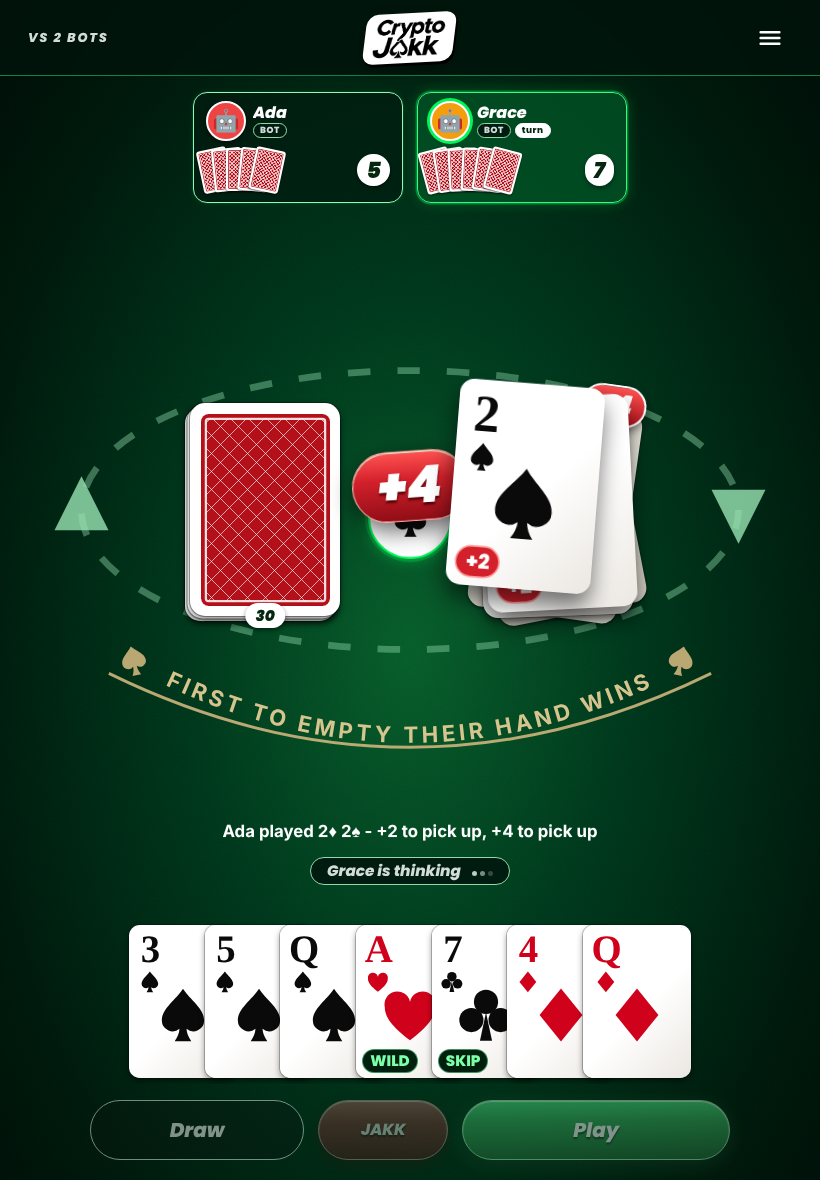 VS 2 BOTS
Crypto
Jakk
Ada
BOT
5
Grace
BOT
turn
7
+4
2
+2
30
FIRST TO EMPTY THEIR HAND WINS
Ada played 2♦ 2♠ - +2 to pick up, +4 to pick up
Grace is thinking
3
5
Q
A
WILD
7
SKIP
4
Q
Draw
JAKK
Play